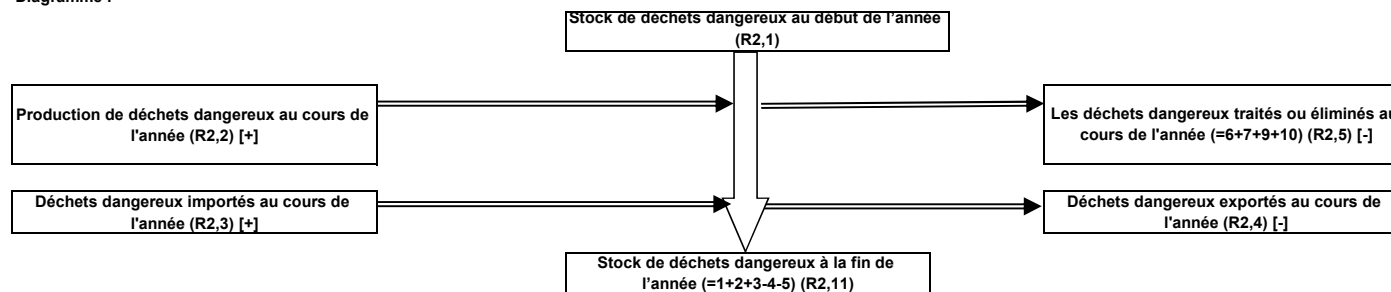 Stock de déchets dangereux au début de l'année
(R2,1)
Production de déchets dangereux au cours de
l'année (R2,2) [+]
Les déchets dangereux traités ou éliminés au
cours de l'année (=6+7+9+10) (R2,5) [-]
Déchets dangereux importés au cours de
l'année (R2,3) [+]
Déchets dangereux exportés au cours de
l'année (R2,4) [-]
Stock de déchets dangereux à la fin de
l'année (=1+2+3-4-5) (R2,11)